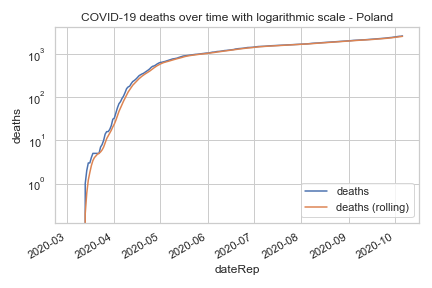 COVID-19 deaths over time with logarithmic scale - Poland
deaths
10³
10²
10¹
10⁰
deaths
deaths (rolling)
2020-03
2020-04
2020-05
2020-06
2020-07
2020-08
2020-09
2020-10
dateRep